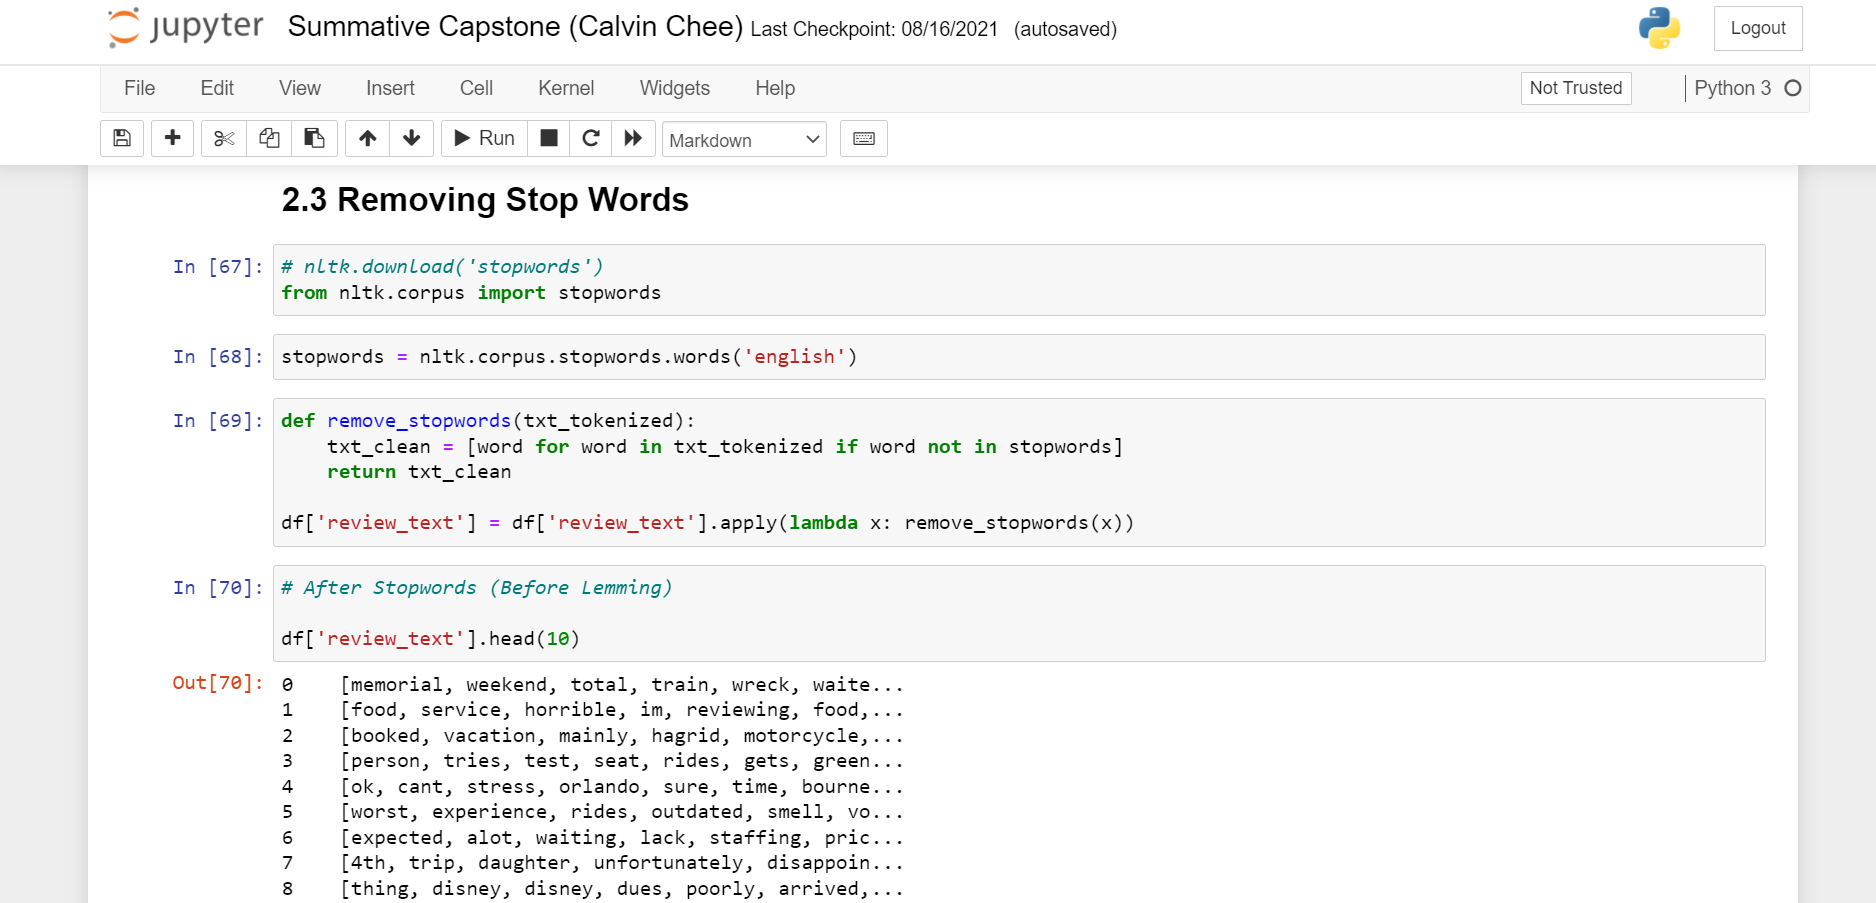 jupyter Summative Capstone (Calvin Chee) Last Checkpoint: 08/16/2021 (autosaved) Logout
File Edit View Insert Cell Kernel Widgets Help Not Trusted Python 3
Run Markdown
2.3 Removing Stop Words
In [67]: # nltk.download('stopwords')
from nltk.corpus import stopwords
In [68]: stopwords = nltk.corpus.stopwords.words('english')
In [69]: def remove_stopwords(txt_tokenized):
    txt_clean = [word for word in txt_tokenized if word not in stopwords]
    return txt_clean
df['review_text'] = df['review_text'].apply(lambda x: remove_stopwords(x))
In [70]: # After Stopwords (Before Lemming)
df['review_text'].head(10)
Out[70]: 0    [memorial, weekend, total, train, wreck, waite...
1    [food, service, horrible, im, reviewing, food,...
2    [booked, vacation, mainly, hagrid, motorcycle,...
3    [person, tries, test, seat, rides, gets, green...
4    [ok, cant, stress, orlando, sure, time, bourne...
5    [worst, experience, rides, outdated, smell, vo...
6    [expected, alot, waiting, lack, staffing, pric...
7    [4th, trip, daughter, unfortunately, disappoin...
8    [thing, disney, disney, dues, poorly, arrived,...